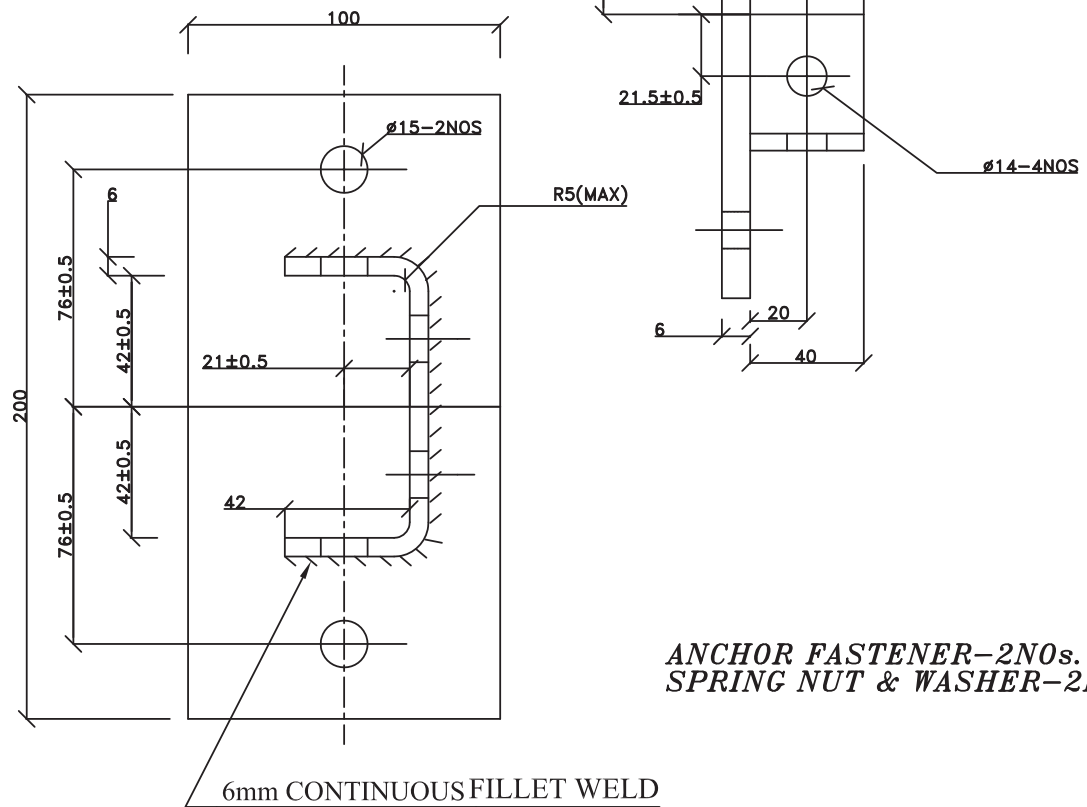 100
ø15-2NOS
R5(MAX)
6
76±0.5
42±0.5
21±0.5
200
42±0.5
42
76±0.5
6mm CONTINUOUS FILLET WELD
21.5±0.5
ø14-4NOS
20
6
40
ANCHOR FASTENER-2NOs.
SPRING NUT & WASHER-2